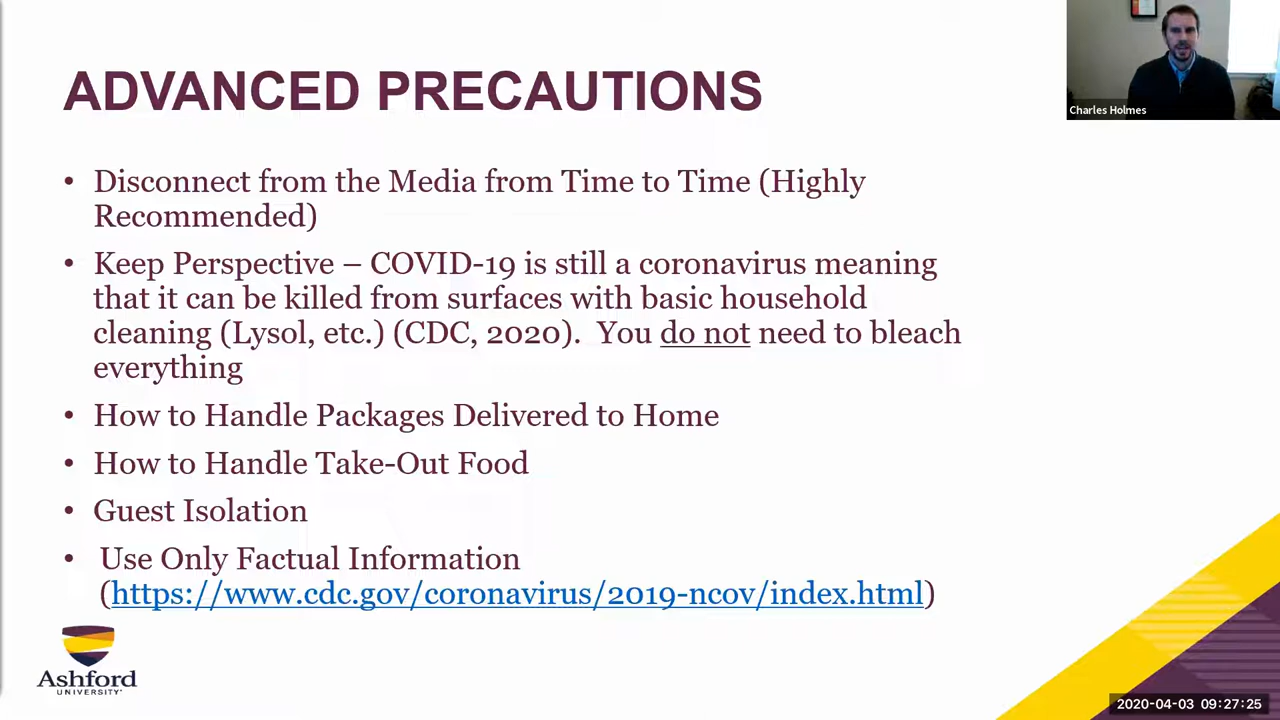 ADVANCED PRECAUTIONS
Charles Holmes
• Disconnect from the Media from Time to Time (Highly
Recommended)
• Keep Perspective – COVID-19 is still a coronavirus meaning
that it can be killed from surfaces with basic household
cleaning (Lysol, etc.) (CDC, 2020).  You do not need to bleach
everything
• How to Handle Packages Delivered to Home
• How to Handle Take-Out Food
• Guest Isolation
• Use Only Factual Information
(https://www.cdc.gov/coronavirus/2019-ncov/index.html)
Ashford
UNIVERSITY
2020-04-03 09:27:25